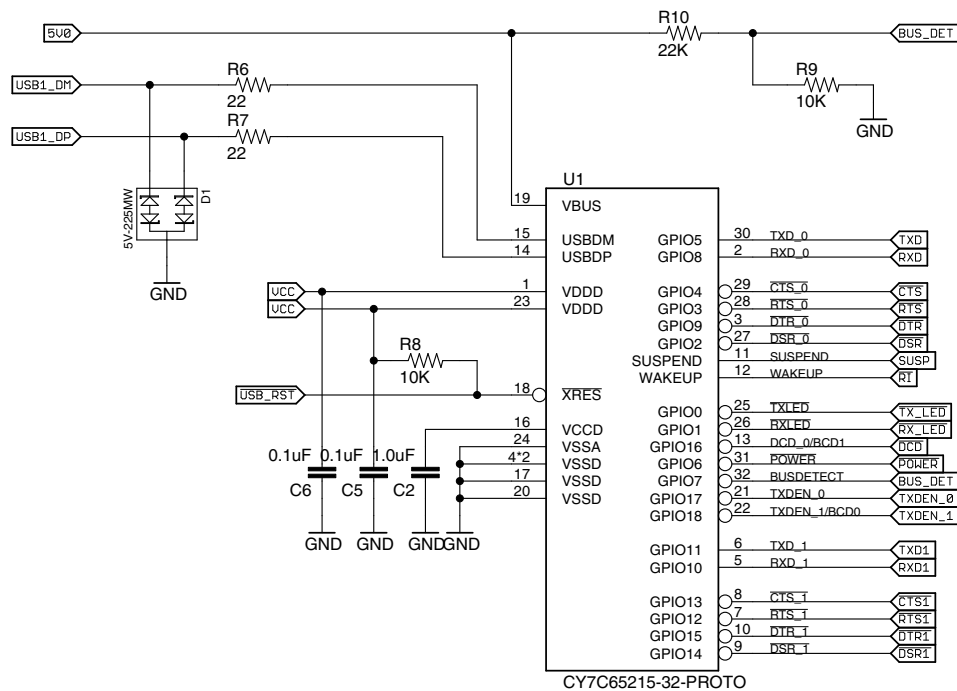 5V0
R10
22K
BUS_DET
R9
10K
GND
USB1_DM
R6
22
USB1_DP
R7
22
5V-225MW
D1
GND
U1
19 VBUS
15 USBDM
14 USBDP
VCC 1 VDDD
VCC 23 VDDD
R8
10K
USB_RST 18 XRES
16 VCCD
24 VSSA
4*2 VSSD
17 VSSD
20 VSSD
0.1uF 0.1uF 1.0uF
C6 C5 C2
GND GND GND GND
GPIO5 30 TXD_0 TXD
GPIO8 2 RXD_0 RXD
GPIO4 29 CTS_0 CTS
GPIO3 28 RTS_0 RTS
GPIO9 3 DTR_0 DTR
GPIO2 27 DSR_0 DSR
SUSPEND 11 SUSPEND SUSP
WAKEUP 12 WAKEUP RI
GPIO0 25 TXLED TX_LED
GPIO1 26 RXLED RX_LED
GPIO16 13 DCD_0/BCD1 DCD
GPIO6 31 POWER POWER
GPIO7 32 BUSDETECT BUS_DET
GPIO17 21 TXDEN_0 TXDEN_0
GPIO18 22 TXDEN_1/BCD0 TXDEN_1
GPIO11 6 TXD_1 TXD1
GPIO10 5 RXD_1 RXD1
GPIO13 8 CTS_1 CTS1
GPIO12 7 RTS_1 RTS1
GPIO15 10 DTR_1 DTR1
GPIO14 9 DSR_1 DSR1
CY7C65215-32-PROTO